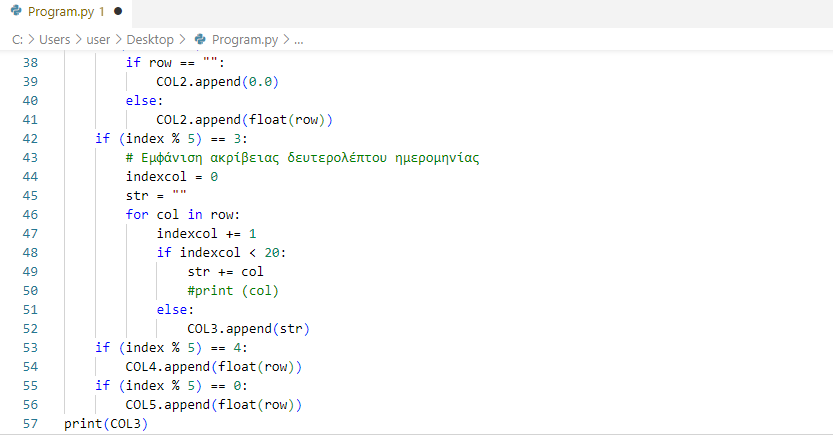 Program.py 1
C: > Users > user > Desktop > Program.py > ...
38 if row == "":
39 COL2.append(0.0)
40 else:
41 COL2.append(float(row))
42 if (index % 5) == 3:
43 # Εμφάνιση ακρίβειας δευτερολέπτου ημερομηνίας
44 indexcol = 0
45 str = ""
46 for col in row:
47 indexcol += 1
48 if indexcol < 20:
49 str += col
50 #print (col)
51 else:
52 COL3.append(str)
53 if (index % 5) == 4:
54 COL4.append(float(row))
55 if (index % 5) == 0:
56 COL5.append(float(row))
57 print(COL3)